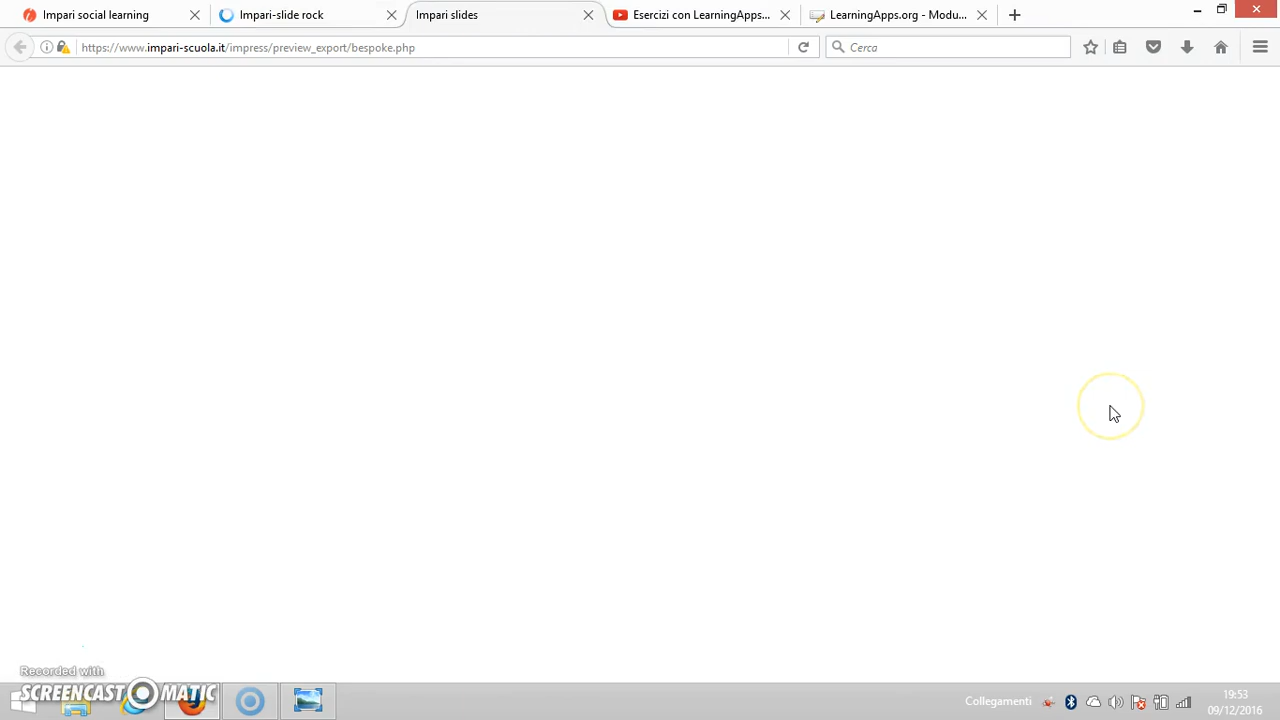 Impari social learning
Impari-slide rock
Impari slides
Esercizi con LearningApps...
LearningApps.org - Modu...
https://www.impari-scuola.it/impress/preview_export/bespoke.php
Cerca
Recorded with
SCREENCAST MATIC
Collegamenti
19:53
09/12/2016